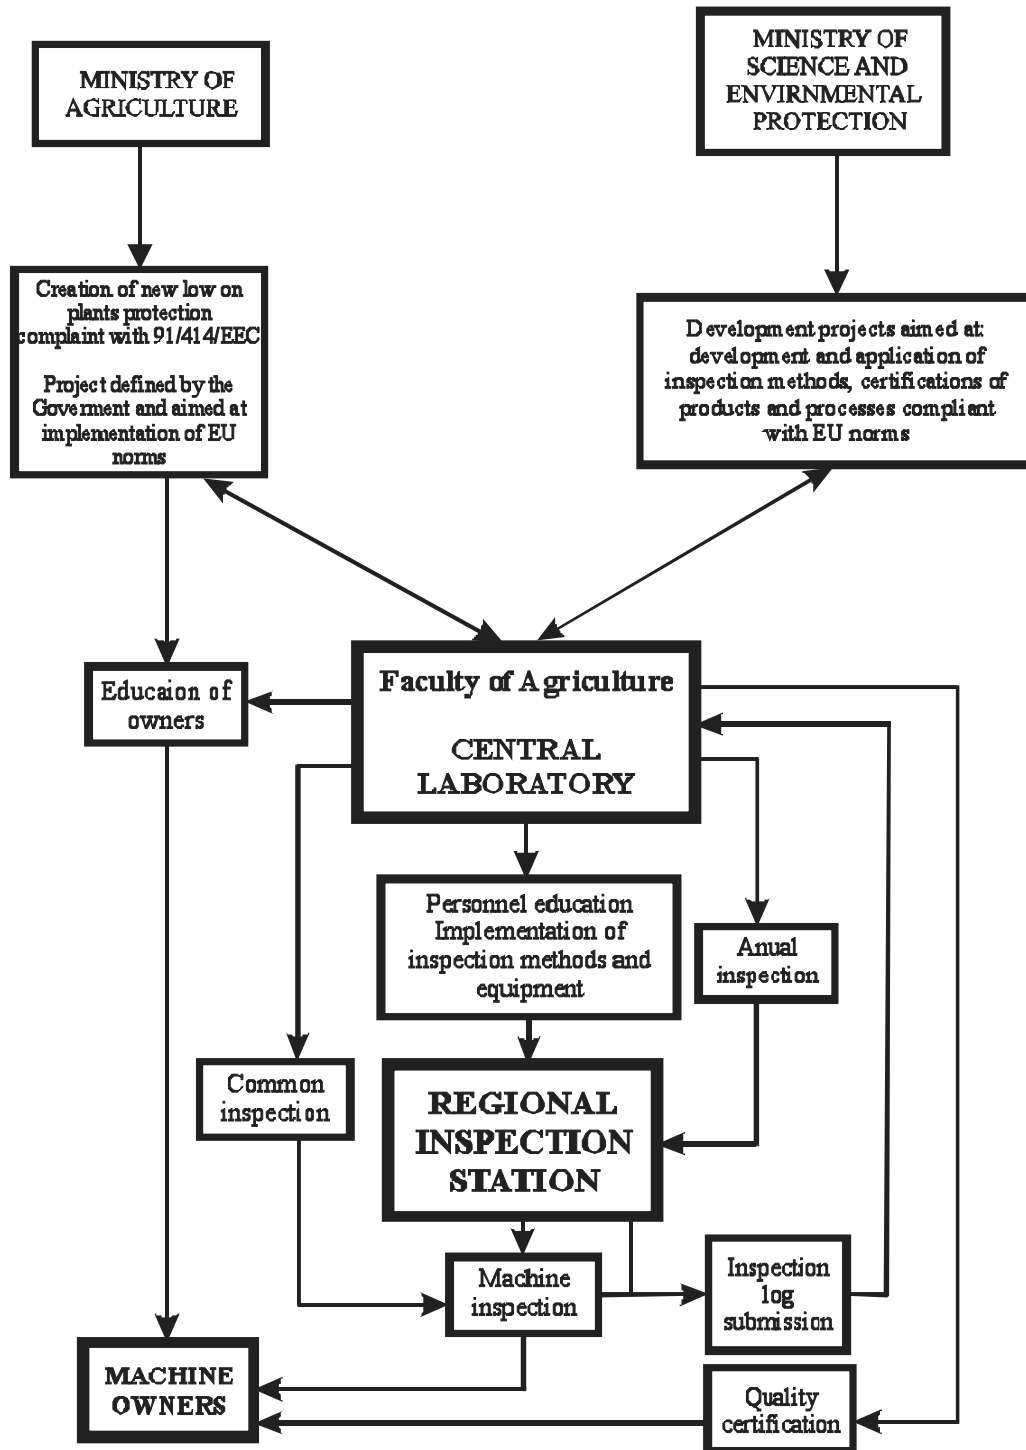 MINISTRY OF
AGRICULTURE
MINISTRY OF
SCIENCE AND
ENVIRNMENTAL
PROTECTION
Creation of new low on
plants protection
complaint with 91/414/EEC
Project defined by the
Goverment and aimed at
implementation of EU
norms
Development projects aimed at:
development and application of
inspection methods, certifications of
products and processes compliant
with EU norms
Educaion of
owners
Faculty of Agriculture
CENTRAL
LABORATORY
Personnel education
Implementation of
inspection methods and
equipment
Anual
inspection
Common
inspection
REGIONAL
INSPECTION
STATION
Machine
inspection
Inspection
log
submission
MACHINE
OWNERS
Quality
certification